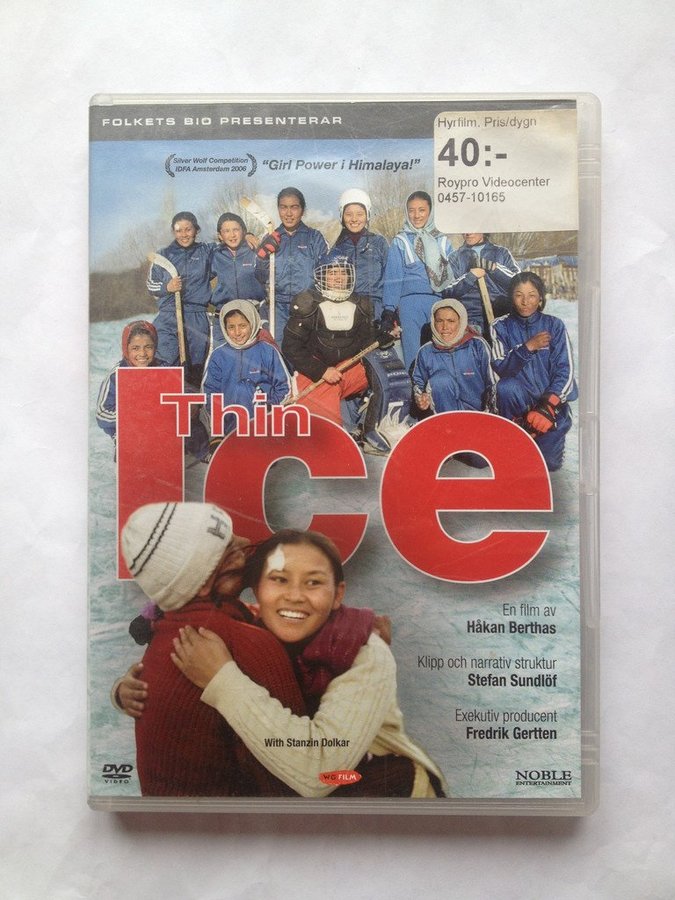 FOLKETS BIO PRESENTERAR
Hyrfilm. Pris/dygn
40:-
Roypro Videocenter
0457-10165
Silver Wolf Competition
IDFA Amsterdam 2006
"Girl Power i Himalaya!"
Thin
Ice
H
En film av
Håkan Berthas
Klipp och narrativ struktur
Stefan Sundlöf
Exekutiv producent
Fredrik Gertten
With Stanzin Dolkar
DVD
VIDEO
WG FILM
NOBLE
ENTERTAINMENT